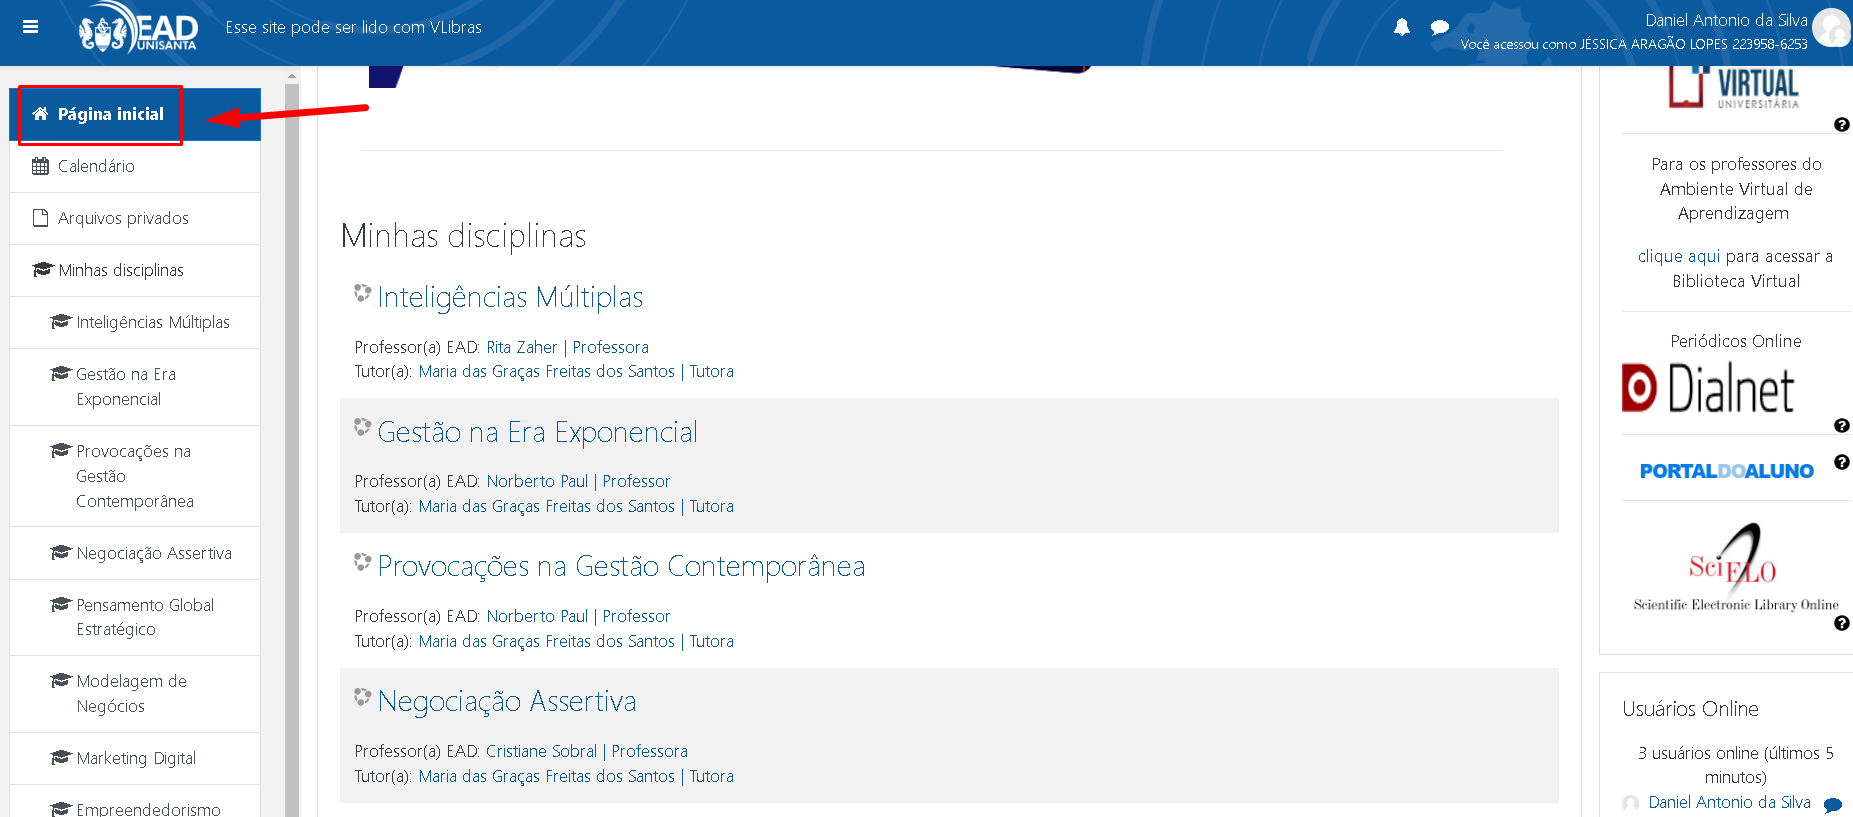 EAD
UNISANTA
Esse site pode ser lido com VLibras
Daniel Antonio da Silva
Você acessou como JÉSSICA ARAGÃO LOPES 223958-6253
Página inicial
Calendário
Arquivos privados
Minhas disciplinas
Inteligências Múltiplas
Gestão na Era
Exponencial
Provocações na
Gestão
Contemporânea
Negociação Assertiva
Pensamento Global
Estratégico
Modelagem de
Negócios
Marketing Digital
Empreendedorismo
Minhas disciplinas
Inteligências Múltiplas
Professor(a) EAD: Rita Zaher | Professora
Tutor(a): Maria das Graças Freitas dos Santos | Tutora
Gestão na Era Exponencial
Professor(a) EAD: Norberto Paul | Professor
Tutor(a): Maria das Graças Freitas dos Santos | Tutora
Provocações na Gestão Contemporânea
Professor(a) EAD: Norberto Paul | Professor
Tutor(a): Maria das Graças Freitas dos Santos | Tutora
Negociação Assertiva
Professor(a) EAD: Cristiane Sobral | Professora
Tutor(a): Maria das Graças Freitas dos Santos | Tutora
VIRTUAL
UNIVERSITÁRIA
Para os professores do
Ambiente Virtual de
Aprendizagem
clique aqui para acessar a
Biblioteca Virtual
Periódicos Online
Dialnet
PORTALDOALUNO
SciELO
Scientific Electronic Library Online
Usuários Online
3 usuários online (últimos 5
minutos)
Daniel Antonio da Silva